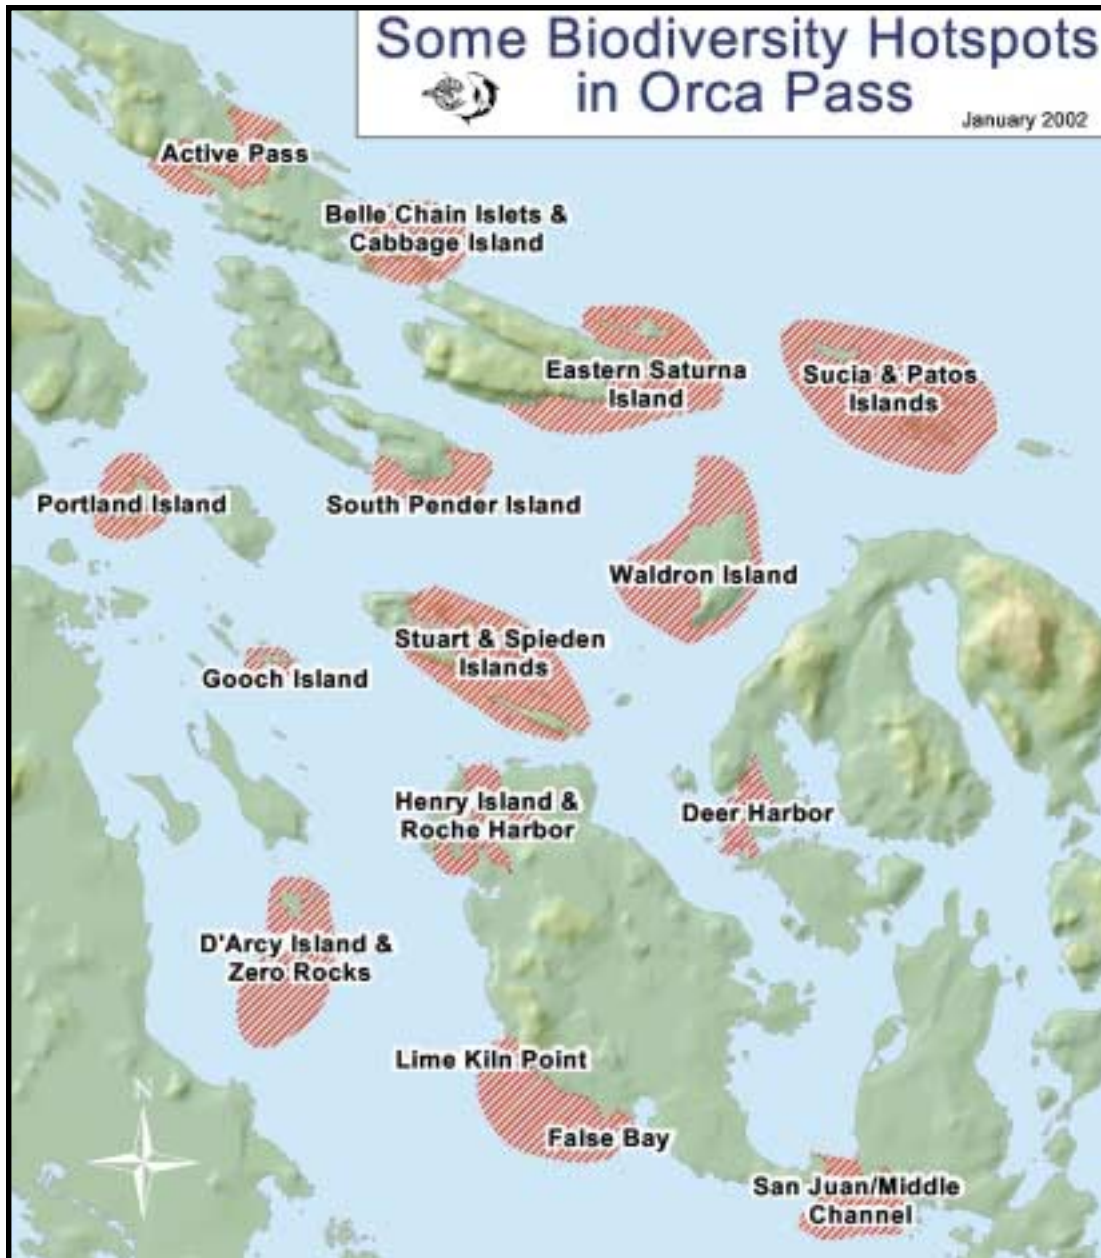 Some Biodiversity Hotspots
in Orca Pass
January 2002
Active Pass
Belle Chain Islets &
Cabbage Island
Eastern Saturna
Island
Sucia & Patos
Islands
Portland Island
South Pender Island
Waldron Island
Stuart & Spieden
Islands
Gooch Island
Henry Island &
Roche Harbor
Deer Harbor
D'Arcy Island &
Zero Rocks
Lime Kiln Point
False Bay
San Juan/Middle
Channel
N